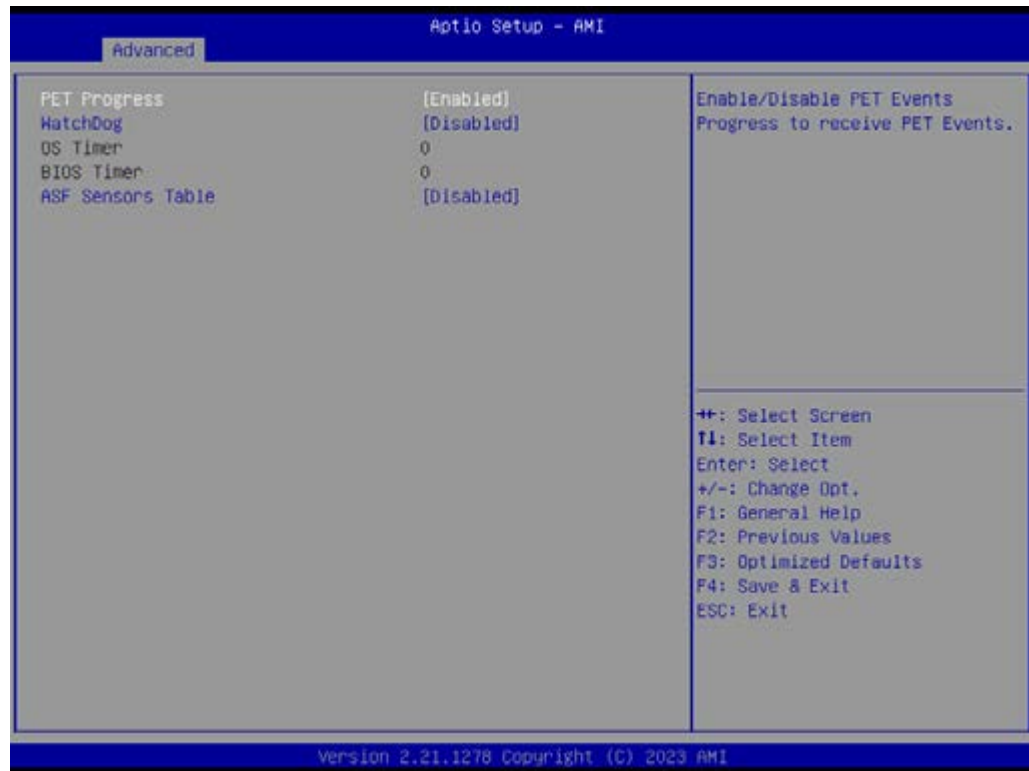 Aptio Setup - AMI
Advanced
PET Progress [Enabled]
WatchDog [Disabled]
OS Timer 0
BIOS Timer 0
ASF Sensors Table [Disabled]
Enable/Disable PET Events
Progress to receive PET Events.
→←: Select Screen
↑↓: Select Item
Enter: Select
+/-: Change Opt.
F1: General Help
F2: Previous Values
F3: Optimized Defaults
F4: Save & Exit
ESC: Exit
Version 2.21.1278 Copyright (C) 2023 AMI